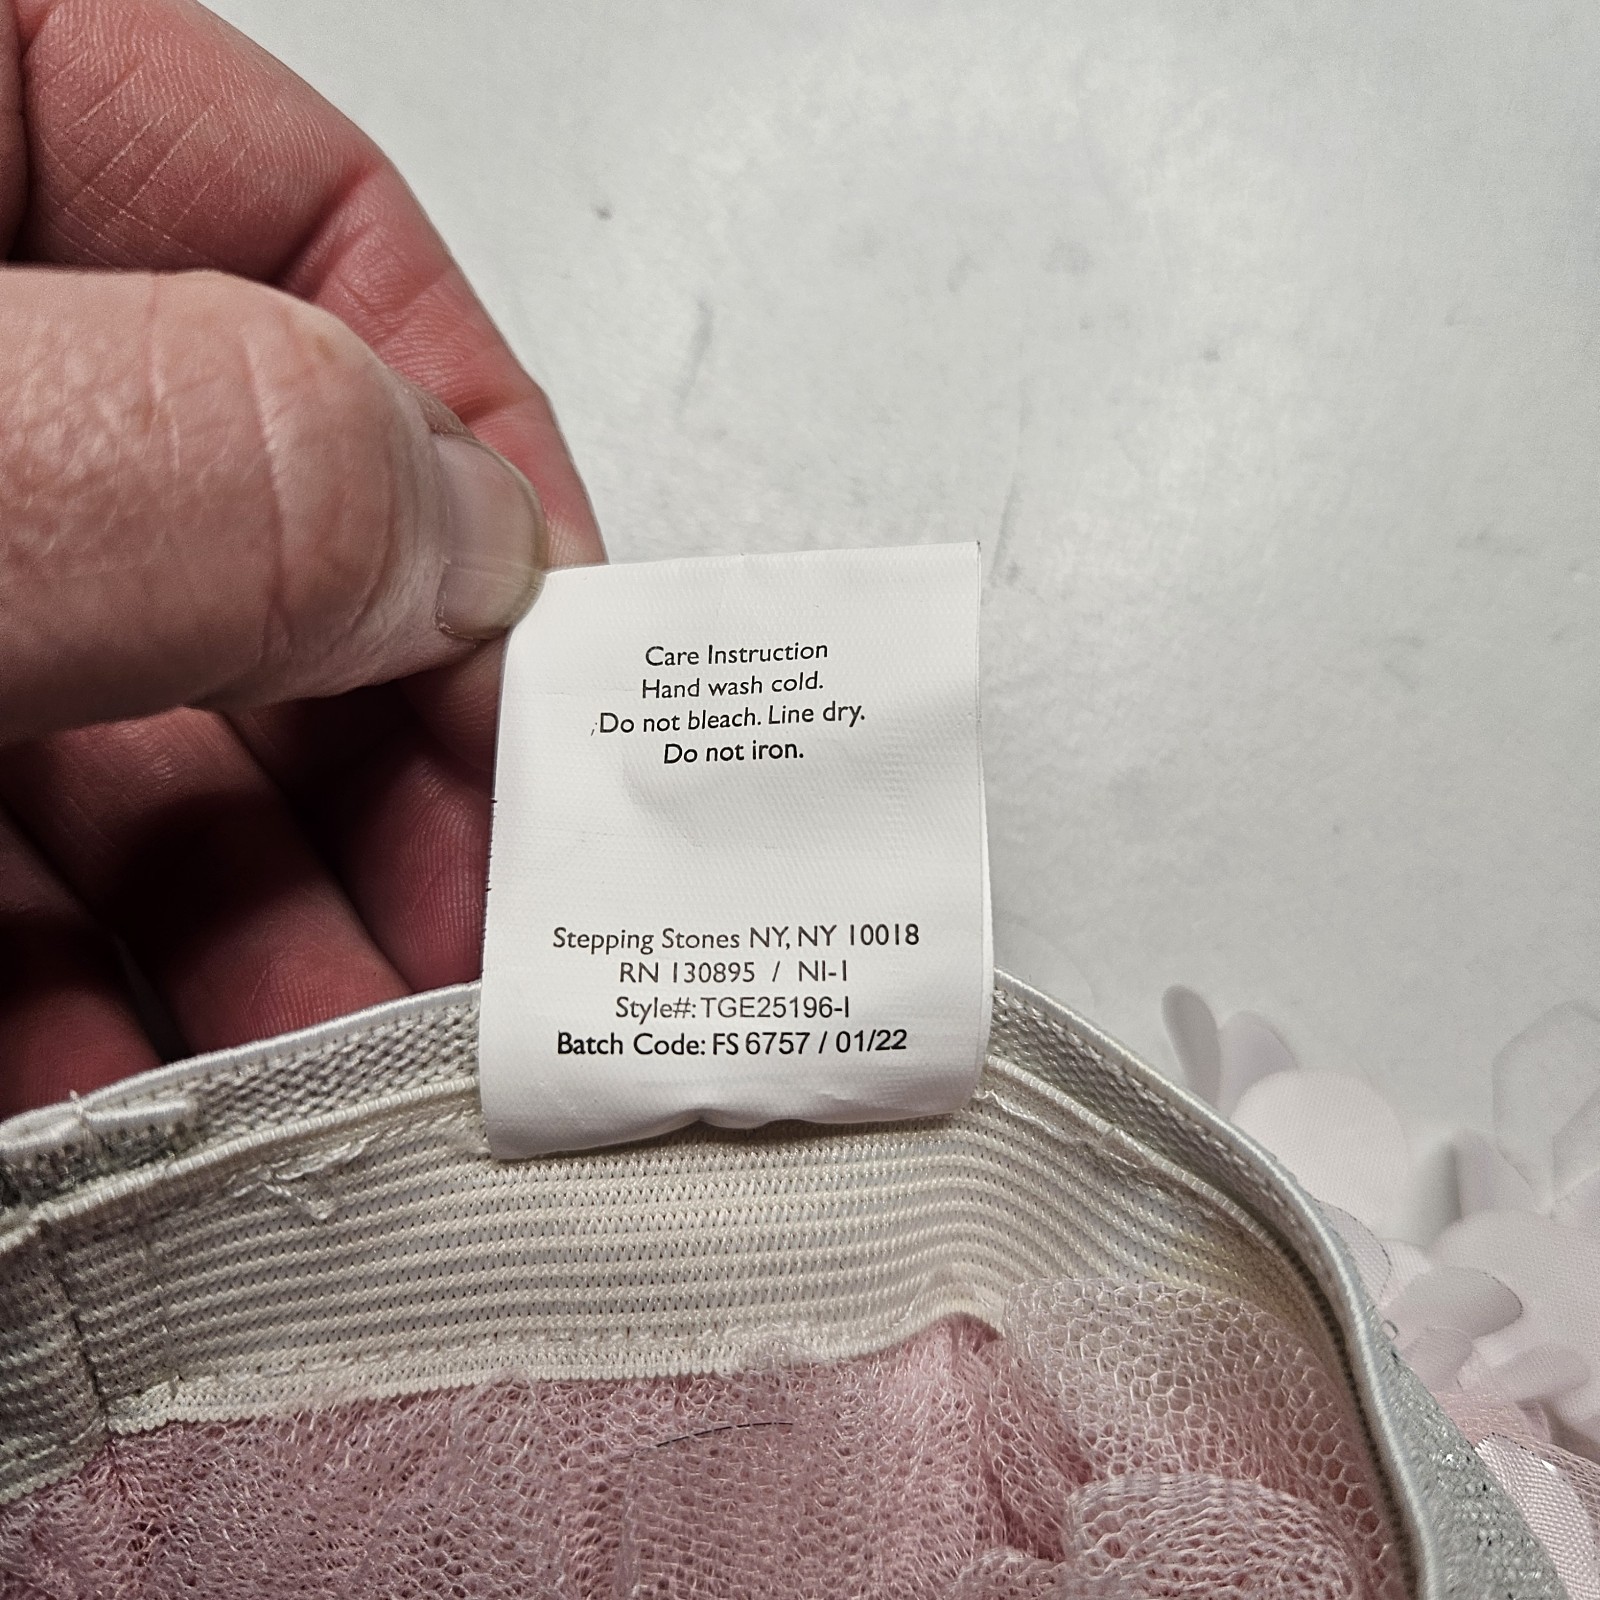 Care Instruction
Hand wash cold.
Do not bleach. Line dry.
Do not iron.
Stepping Stones NY, NY 10018
RN 130895 / NI-1
Style#: TGE25196-I
Batch Code: FS 6757 / 01/22